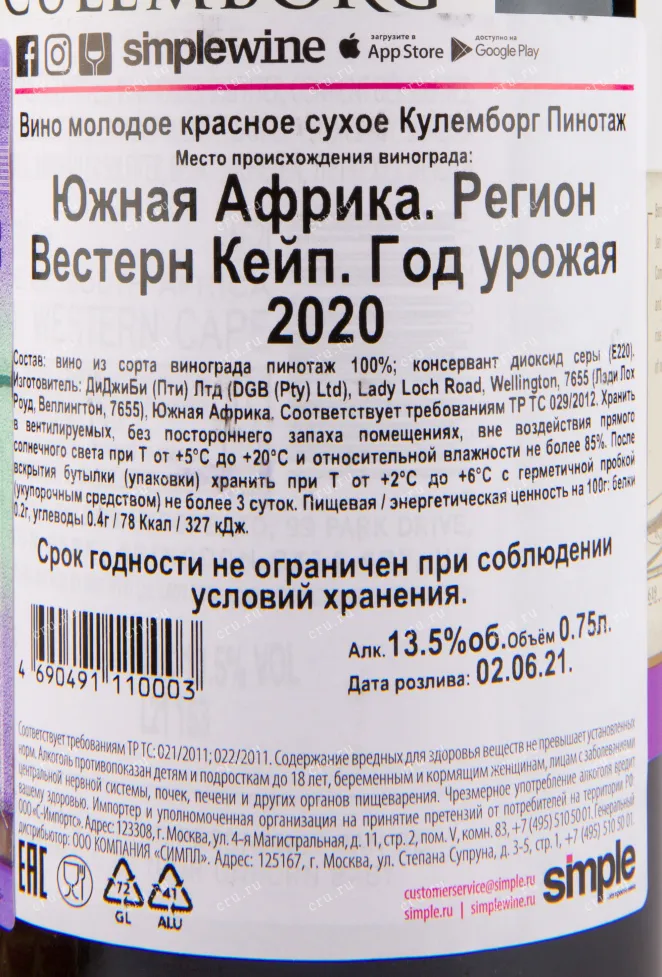 CULEMBORG
simplewine загрузите в App Store доступно на Google Play
Вино молодое красное сухое Кулемборг Пинотаж
Место происхождения винограда:
Южная Африка. Регион
Вестерн Кейп. Год урожая
2020
Состав: вино из сорта винограда пинотаж 100%; консервант диоксид серы (Е220).
Изготовитель: ДиДжиБи (Пти) Лтд (DGB (Pty) Ltd), Lady Loch Road, Wellington, 7655 (Лади Лох
Роуд, Веллингтон, 7655), Южная Африка. Соответствует требованиям ТР ТС 029/2012. Хранить
в вентилируемых, без постороннего запаха помещениях, вне воздействия прямого
солнечного света при Т от +5°С до +20°С и относительной влажности не более 85%. После
вскрытия бутылки (упаковки) хранить при Т от +2°С до +6°С с герметичной пробкой
(укупорочным средством) не более 3 суток. Пищевая / энергетическая ценность на 100г: белки
0.2г, углеводы 0.4г / 78 Ккал / 327 кДж.
Срок годности не ограничен при соблюдении
условий хранения.
Алк. 13.5%об. объём 0.75л.
Дата розлива: 02.06.21.
4 690491 110003
Соответствует требованиям ТР ТС: 021/2011; 022/2011. Содержание вредных для здоровья веществ не превышает установленных
норм. Алкоголь противопоказан детям и подросткам до 18 лет, беременным и кормящим женщинам, лицам с заболеваниями
центральной нервной системы, почек, печени и других органов пищеварения. Чрезмерное употребление алкоголя вредит
вашему здоровью. Импортер и уполномоченная организация на принятие претензий от потребителей на территории РФ:
ООО «С-Импортс». Адрес: 123308, г. Москва, ул. 4-я Магистральная, д. 11, стр. 2, пом. V, комн. 83, +7 (495) 510 50 01. Генеральный
дистрибьютор: ООО КОМПАНИЯ «СИМПЛ». Адрес: 125167, г. Москва, ул. Степана Супруна, д. 3-5, стр. 1, +7 (495) 510 50 01.
EAC
72 GL
41 ALU
customerservice@simple.ru
simple.ru | simplewine.ru
simple